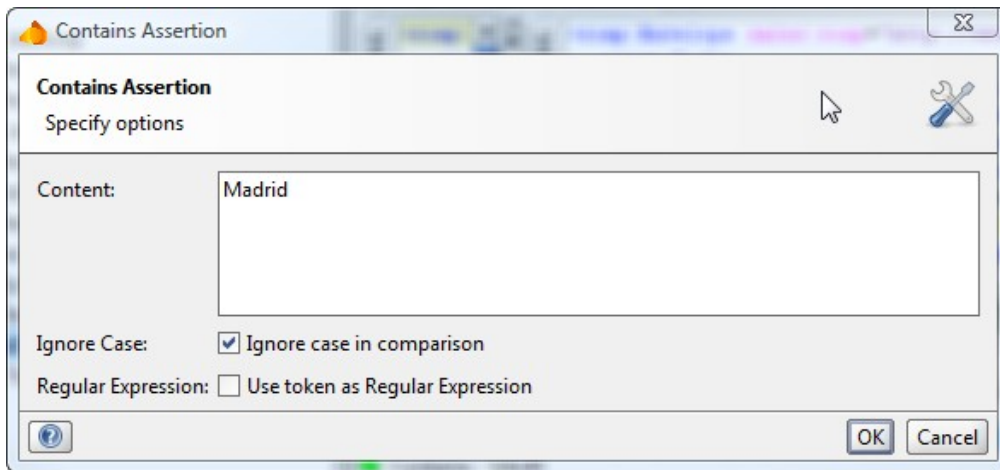 Contains Assertion
Contains Assertion
Specify options
Content:
Madrid
Ignore Case:
Ignore case in comparison
Regular Expression:
Use token as Regular Expression
OK
Cancel